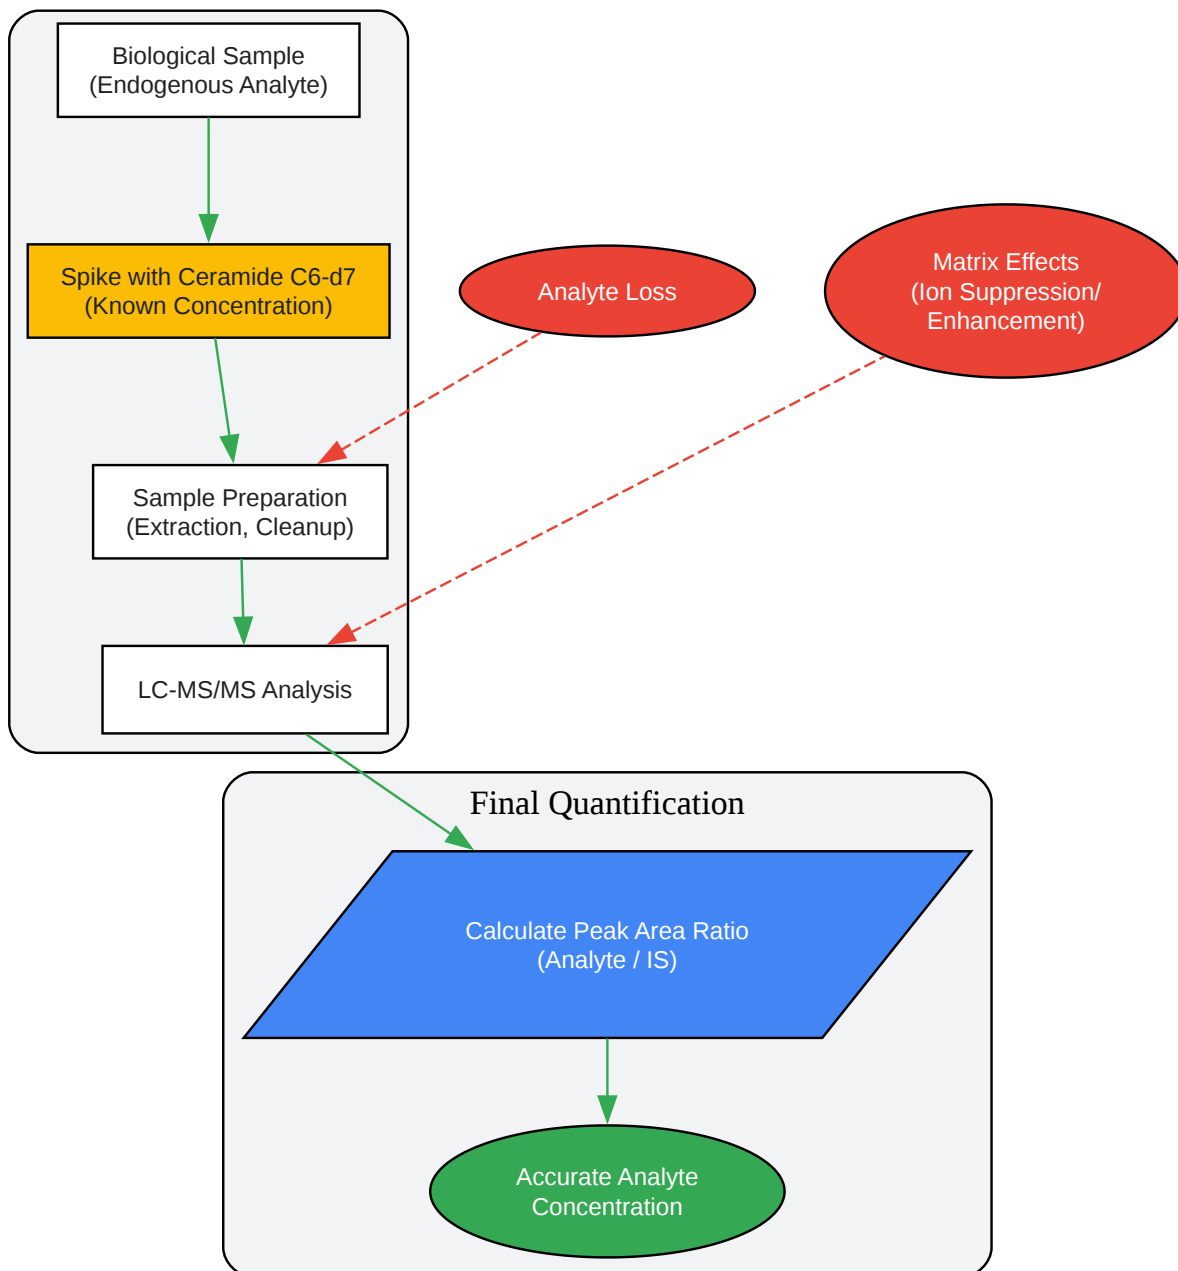 Biological Sample
(Endogenous Analyte)
Spike with Ceramide C6-d7
(Known Concentration)
Analyte Loss
Matrix Effects
(Ion Suppression/
Enhancement)
Sample Preparation
(Extraction, Cleanup)
LC-MS/MS Analysis
Final Quantification
Calculate Peak Area Ratio
(Analyte / IS)
Accurate Analyte
Concentration